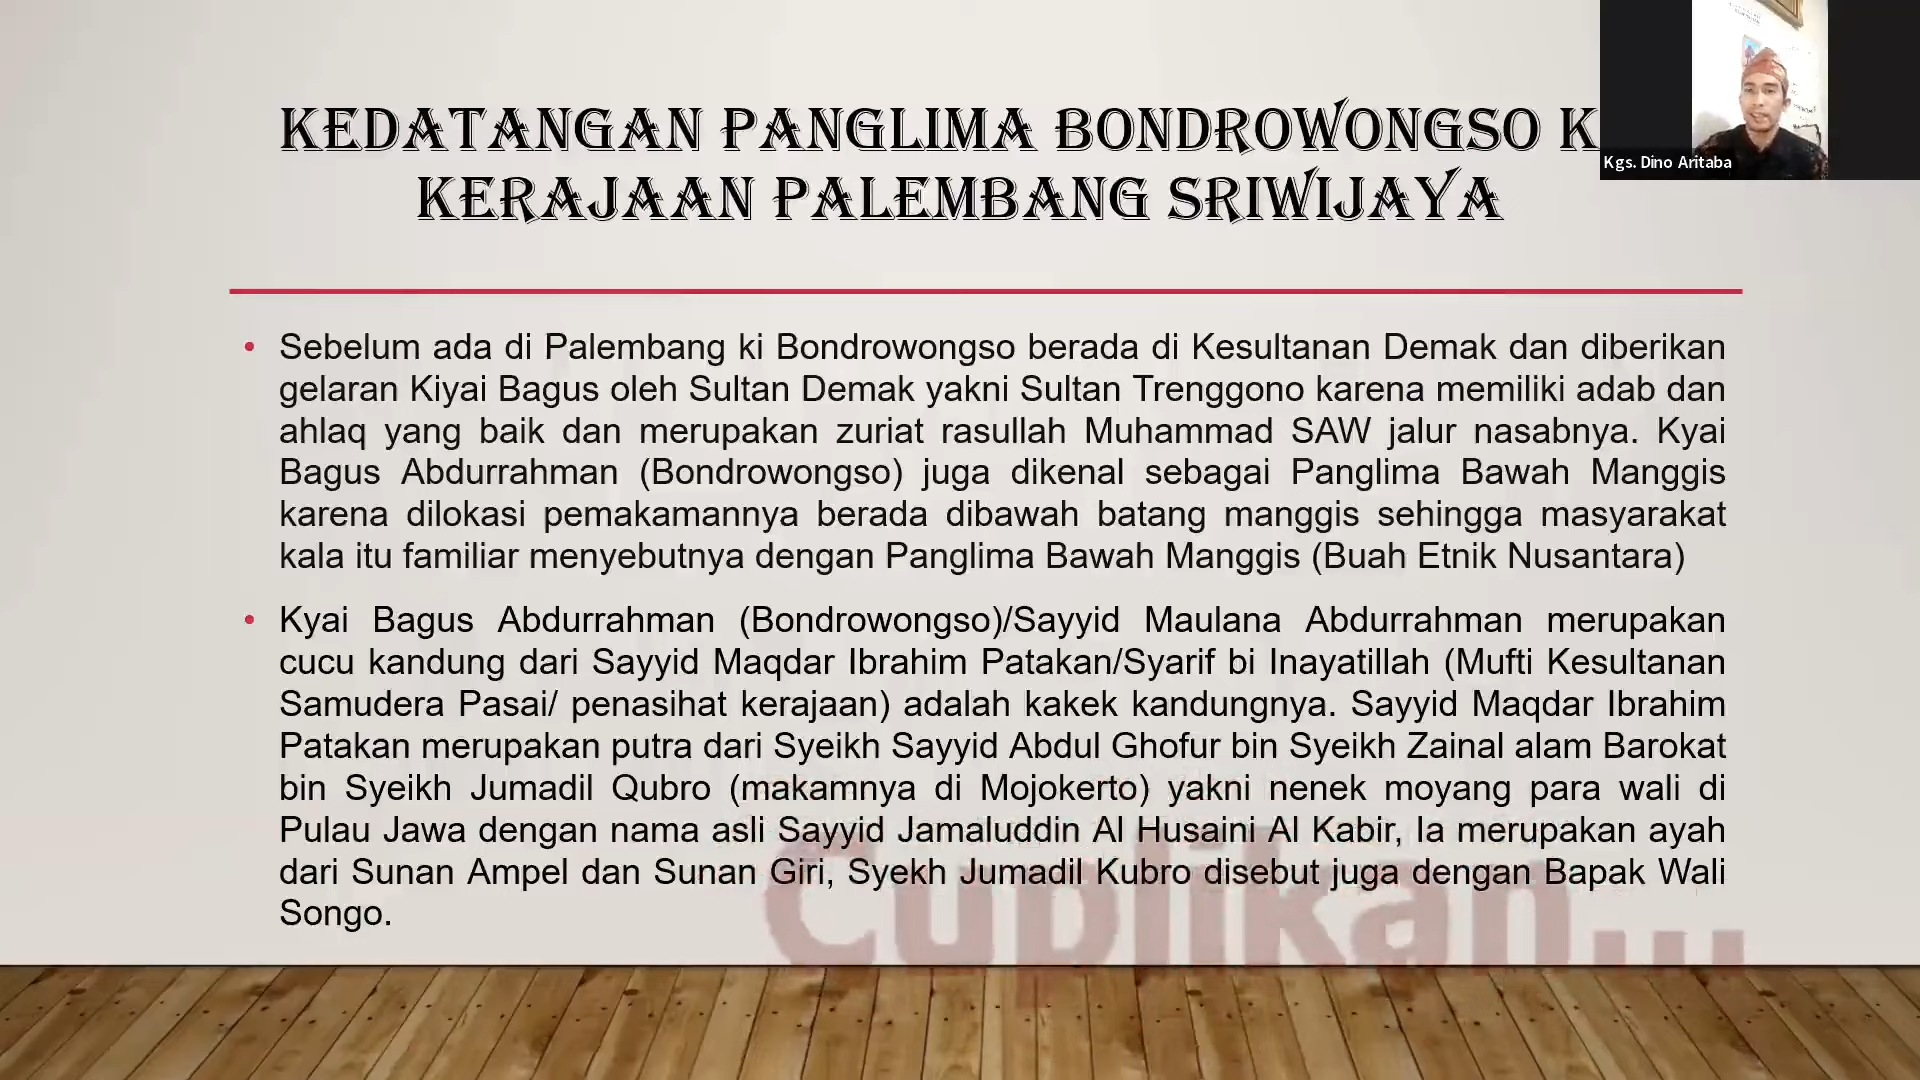 KEDATANGAN PANGLIMA BONDROWONGSO K
KERAJAAN PALEMBANG SRIWIJAYA
Kgs. Dino Aritaba
• Sebelum ada di Palembang ki Bondrowongso berada di Kesultanan Demak dan diberikan
gelaran Kiyai Bagus oleh Sultan Demak yakni Sultan Trenggono karena memiliki adab dan
ahlaq yang baik dan merupakan zuriat rasullah Muhammad SAW jalur nasabnya. Kyai
Bagus Abdurrahman (Bondrowongso) juga dikenal sebagai Panglima Bawah Manggis
karena dilokasi pemakamannya berada dibawah batang manggis sehingga masyarakat
kala itu familiar menyebutnya dengan Panglima Bawah Manggis (Buah Etnik Nusantara)
• Kyai Bagus Abdurrahman (Bondrowongso)/Sayyid Maulana Abdurrahman merupakan
cucu kandung dari Sayyid Maqdar Ibrahim Patakan/Syarif bi Inayatillah (Mufti Kesultanan
Samudera Pasai/ penasihat kerajaan) adalah kakek kandungnya. Sayyid Maqdar Ibrahim
Patakan merupakan putra dari Syeikh Sayyid Abdul Ghofur bin Syeikh Zainal alam Barokat
bin Syeikh Jumadil Qubro (makamnya di Mojokerto) yakni nenek moyang para wali di
Pulau Jawa dengan nama asli Sayyid Jamaluddin Al Husaini Al Kabir, Ia merupakan ayah
dari Sunan Ampel dan Sunan Giri, Syekh Jumadil Kubro disebut juga dengan Bapak Wali
Songo.
Cuplikan...